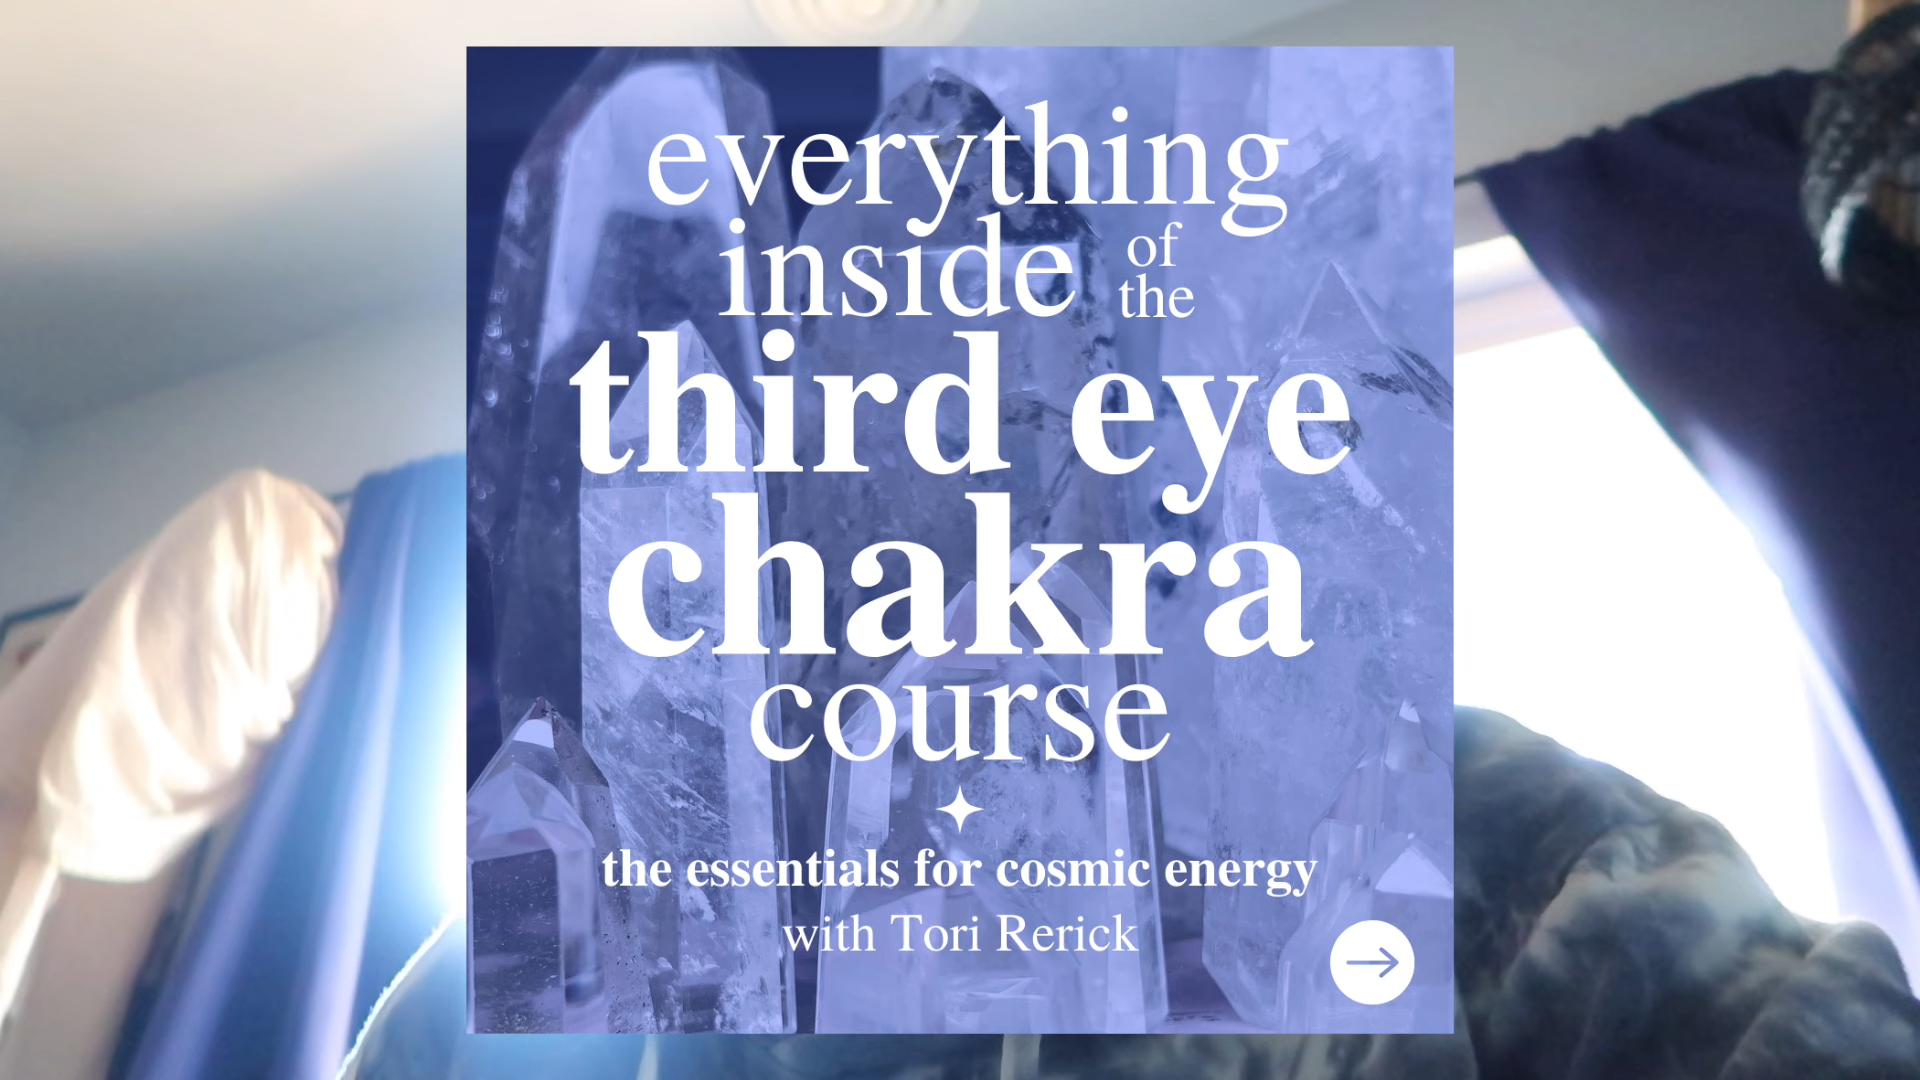 everything
inside of the
third eye
chakra
course
the essentials for cosmic energy
with Tori Rerick